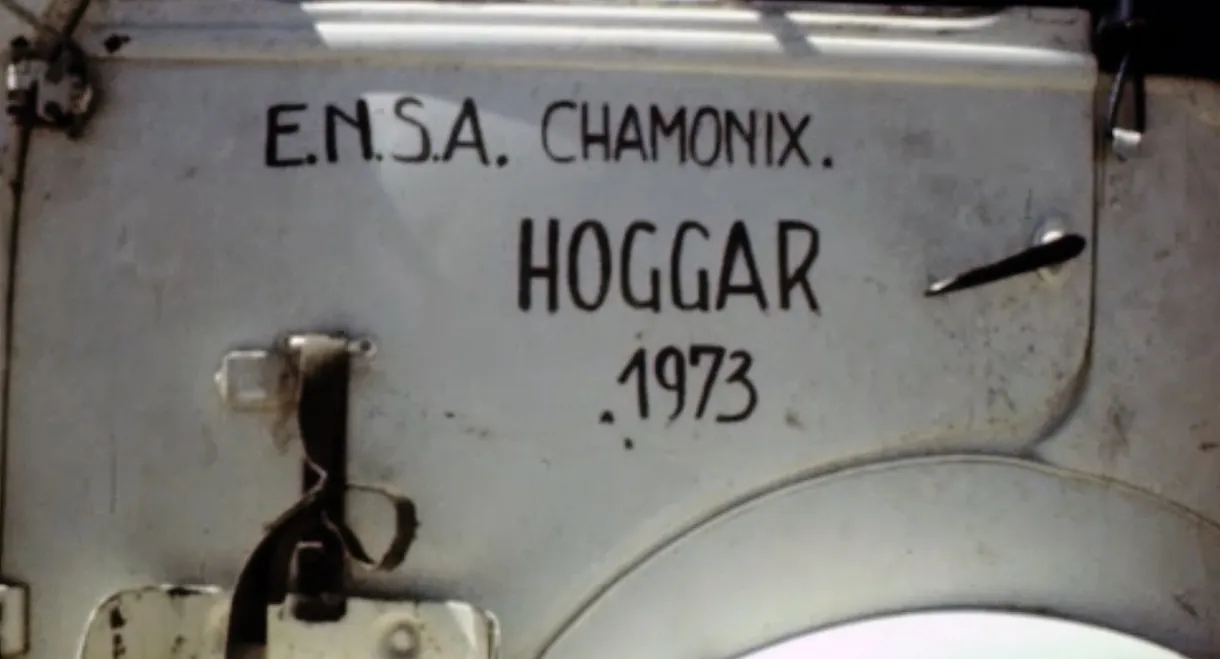 E.N.S.A. CHAMONIX.
HOGGAR
1973